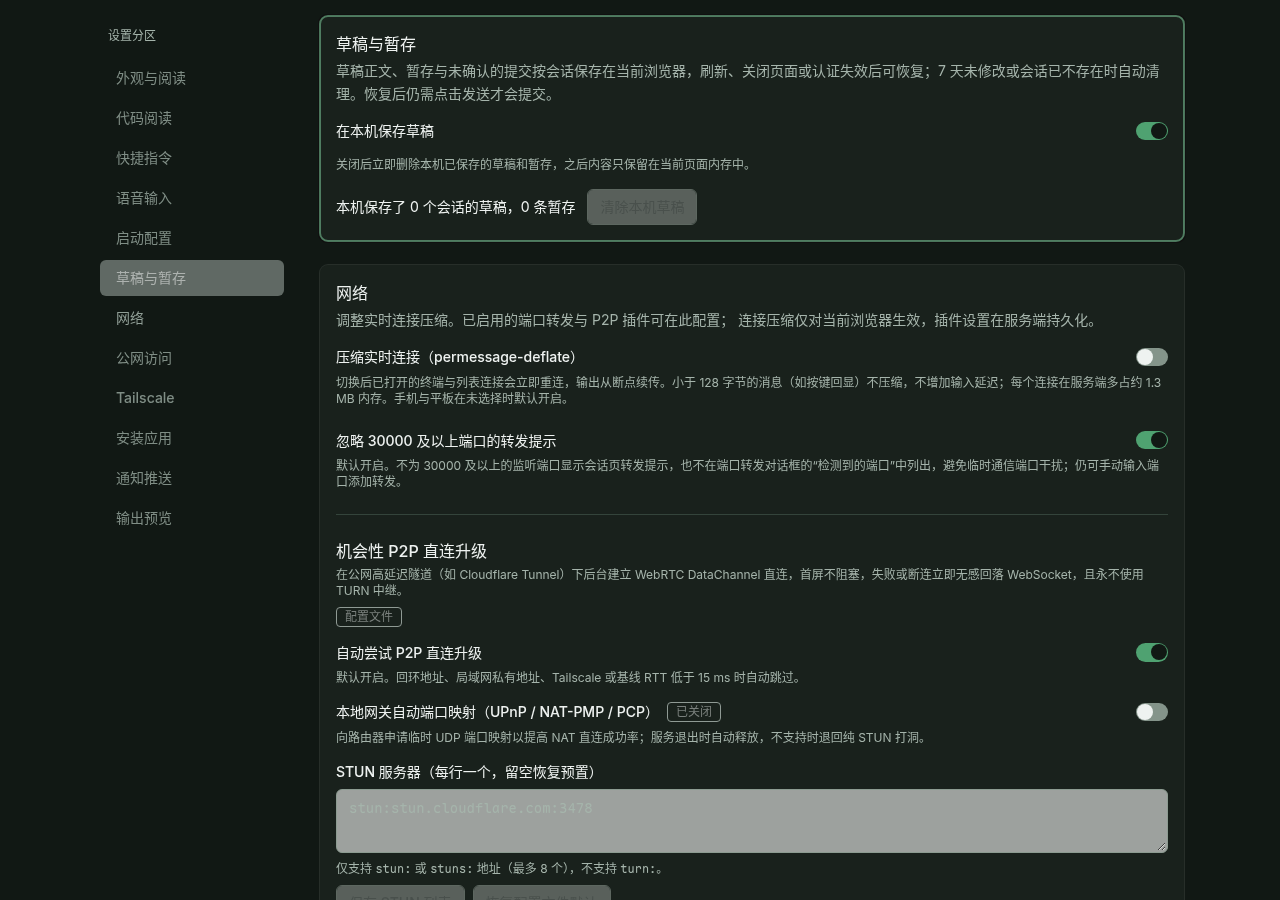 设置分区
外观与阅读
代码阅读
快捷指令
语音输入
启动配置
草稿与暂存
网络
公网访问
Tailscale
安装应用
通知推送
输出预览
草稿与暂存
草稿正文、暂存与未确认的提交按会话保存在当前浏览器，刷新、关闭页面或认证失效后可恢复；7 天未修改或会话已不存在时自动清
理。恢复后仍需点击发送才会提交。
在本机保存草稿
关闭后立即删除本机已保存的草稿和暂存，之后内容只保留在当前页面内存中。
本机保存了 0 个会话的草稿，0 条暂存
清除本机草稿
网络
调整实时连接压缩。已启用的端口转发与 P2P 插件可在此配置； 连接压缩仅对当前浏览器生效，插件设置在服务端持久化。
压缩实时连接（permessage-deflate）
切换后已打开的终端与列表连接会立即重连，输出从断点续传。小于 128 字节的消息（如按键回显）不压缩，不增加输入延迟；每个连接在服务端多占约 1.3
MB 内存。手机与平板在未选择时默认开启。
忽略 30000 及以上端口的转发提示
默认开启。不为 30000 及以上的监听端口显示会话页转发提示，也不在端口转发对话框的“检测到的端口”中列出，避免临时通信端口干扰；仍可手动输入端
口添加转发。
机会性 P2P 直连升级
在公网高延迟隧道（如 Cloudflare Tunnel）下后台建立 WebRTC DataChannel 直连，首屏不阻塞，失败或断连立即无感回落 WebSocket，且永不使用
TURN 中继。
配置文件
自动尝试 P2P 直连升级
默认开启。回环地址、局域网私有地址、Tailscale 或基线 RTT 低于 15 ms 时自动跳过。
本地网关自动端口映射（UPnP / NAT-PMP / PCP）
已关闭
向路由器申请临时 UDP 端口映射以提高 NAT 直连成功率；服务退出时自动释放，不支持时退回纯 STUN 打洞。
STUN 服务器（每行一个，留空恢复预置）
stun:stun.cloudflare.com:3478
仅支持 stun: 或 stuns: 地址（最多 8 个），不支持 turn:。